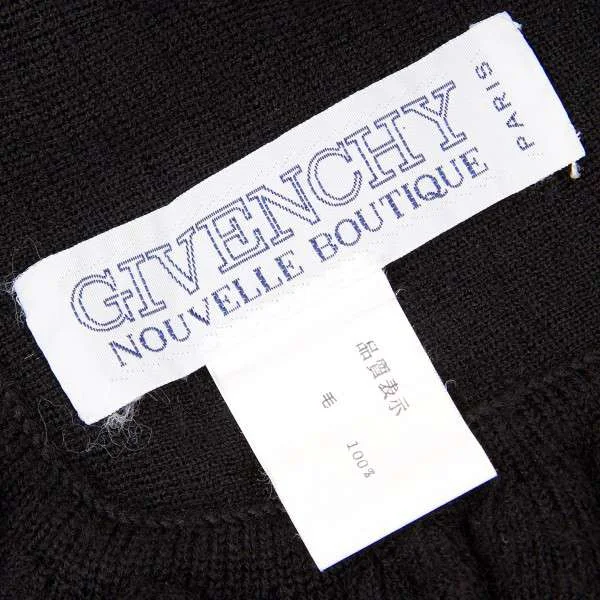 GIVENCHY
NOUVELLE BOUTIQUE
PARIS
品質表示
毛 100%